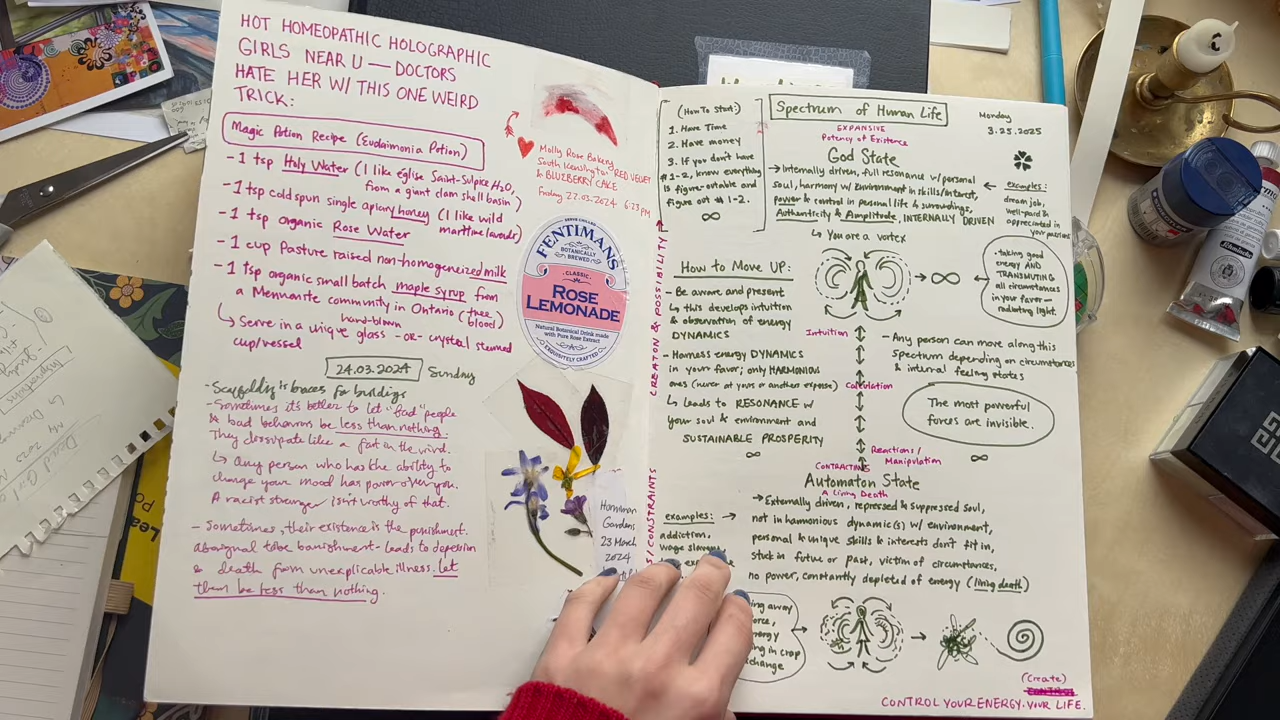 HOT HOMEOPATHIC HOLOGRAPHIC
GIRLS NEAR U — DOCTORS
HATE HER W/ THIS ONE WEIRD
TRICK:
Magic Potion Recipe (Eudaimonia Potion)
- 1 tsp Holy Water (I like église Saint-Sulpice H₂O,
from a giant clam shell basin)
- 1 tsp cold spun single apiary honey (I like wild
maritime lavender)
- 1 tsp organic Rose Water
- 1 cup Pasture raised non-homogenized milk
- 1 tsp organic small batch maple syrup from
a Mennonite community in Ontario (tree blood)
↳ Serve in a unique glass -OR- crystal stemmed
hand-blown
cup/vessel
24.03.2024 Sunday
- Scaffolding is braces for buildings
- Sometimes it's better to let "bad" people
& bad behaviors be less than nothing.
They dissipate like a fart in the wind.
↳ Any person who has the ability to
change your mood has power over you.
A racist stranger isn't worthy of that.
- Sometimes, their existence is the punishment.
banishment - leads to depression
& death from unexplicable illness. Let
them be less than nothing.
Molly Rose Bakery
South Kensington RED VELVET
& BLUEBERRY CAKE
Friday 22.03.2024 6:23 PM
FENTIMANS
BOTANICALLY
BREWED
CLASSIC
ROSE
LEMONADE
Natural Botanical Drink made
with Pure Rose Extract
EXQUISITELY CRAFTED
Horniman
Gardens
23 March
2024
(How To Start:)
1. Have Time
2. Have money
3. If you don't have
#1-2, know everything
is figure-outable and
figure out #1-2.
∞
Spectrum of Human Life
Monday
3.25.2025
EXPANSIVE
Potency of Existence
God State
→ Internally driven, full resonance w/ personal
soul, harmony w/ environment in skills/interest,
power & control in personal life & surroundings,
Authenticity & Amplitude, INTERNALLY DRIVEN
↳ You are a vortex
← examples:
dream job,
well-paid &
appreciated in
your passions
• taking good
energy AND
TRANSMUTING
all circumstances
in your favor —
radiating light.
→ ∞ ←
How to Move UP:
- Be aware and present
↳ this develops intuition
& observation of energy
DYNAMICS
- Harness energy DYNAMICS
in your favor; only HARMONIOUS
ones (never at yours or another expense)
↳ leads to RESONANCE w/
your soul & environment and
SUSTAINABLE PROSPERITY
∞
Intuition
Calculation
Reactions/
Manipulation
- Any person can move along this
spectrum depending on circumstances
& internal feeling states
The most powerful
forces are invisible.
∞
CONTRACTING
Automaton State
A Living Death
→ Externally driven, repressed & suppressed soul,
not in harmonious dynamic(s) w/ environment,
personal & unique skills & interests don't fit in,
stuck in future or past, victim of circumstances,
no power, constantly depleted of energy (living death)
examples: →
addiction,
wage slavery
away
energy
in crap
(Create)
CONTROL YOUR ENERGY. YOUR LIFE.
& POSSIBILITY
/ CONSTRAINTS